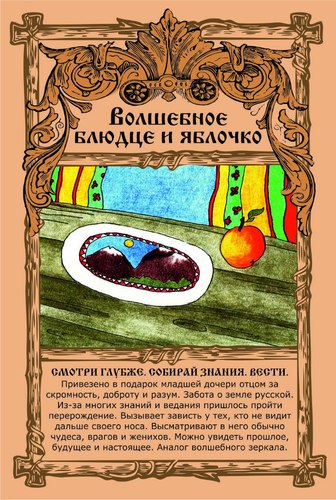 Волшебное
блюдце и яблочко
СМОТРИ ГЛУБЖЕ. СОБИРАЙ ЗНАНИЯ. ВЕСТИ.
Привезено в подарок младшей дочери отцом за
скромность, доброту и разум. Забота о земле русской.
Из-за многих знаний и ведания пришлось пройти
перерождение. Вызывает зависть у тех, кто не видит
дальше своего носа. Высматривают в него обычно
чудеса, врагов и женихов. Можно увидеть прошлое,
будущее и настоящее. Аналог волшебного зеркала.